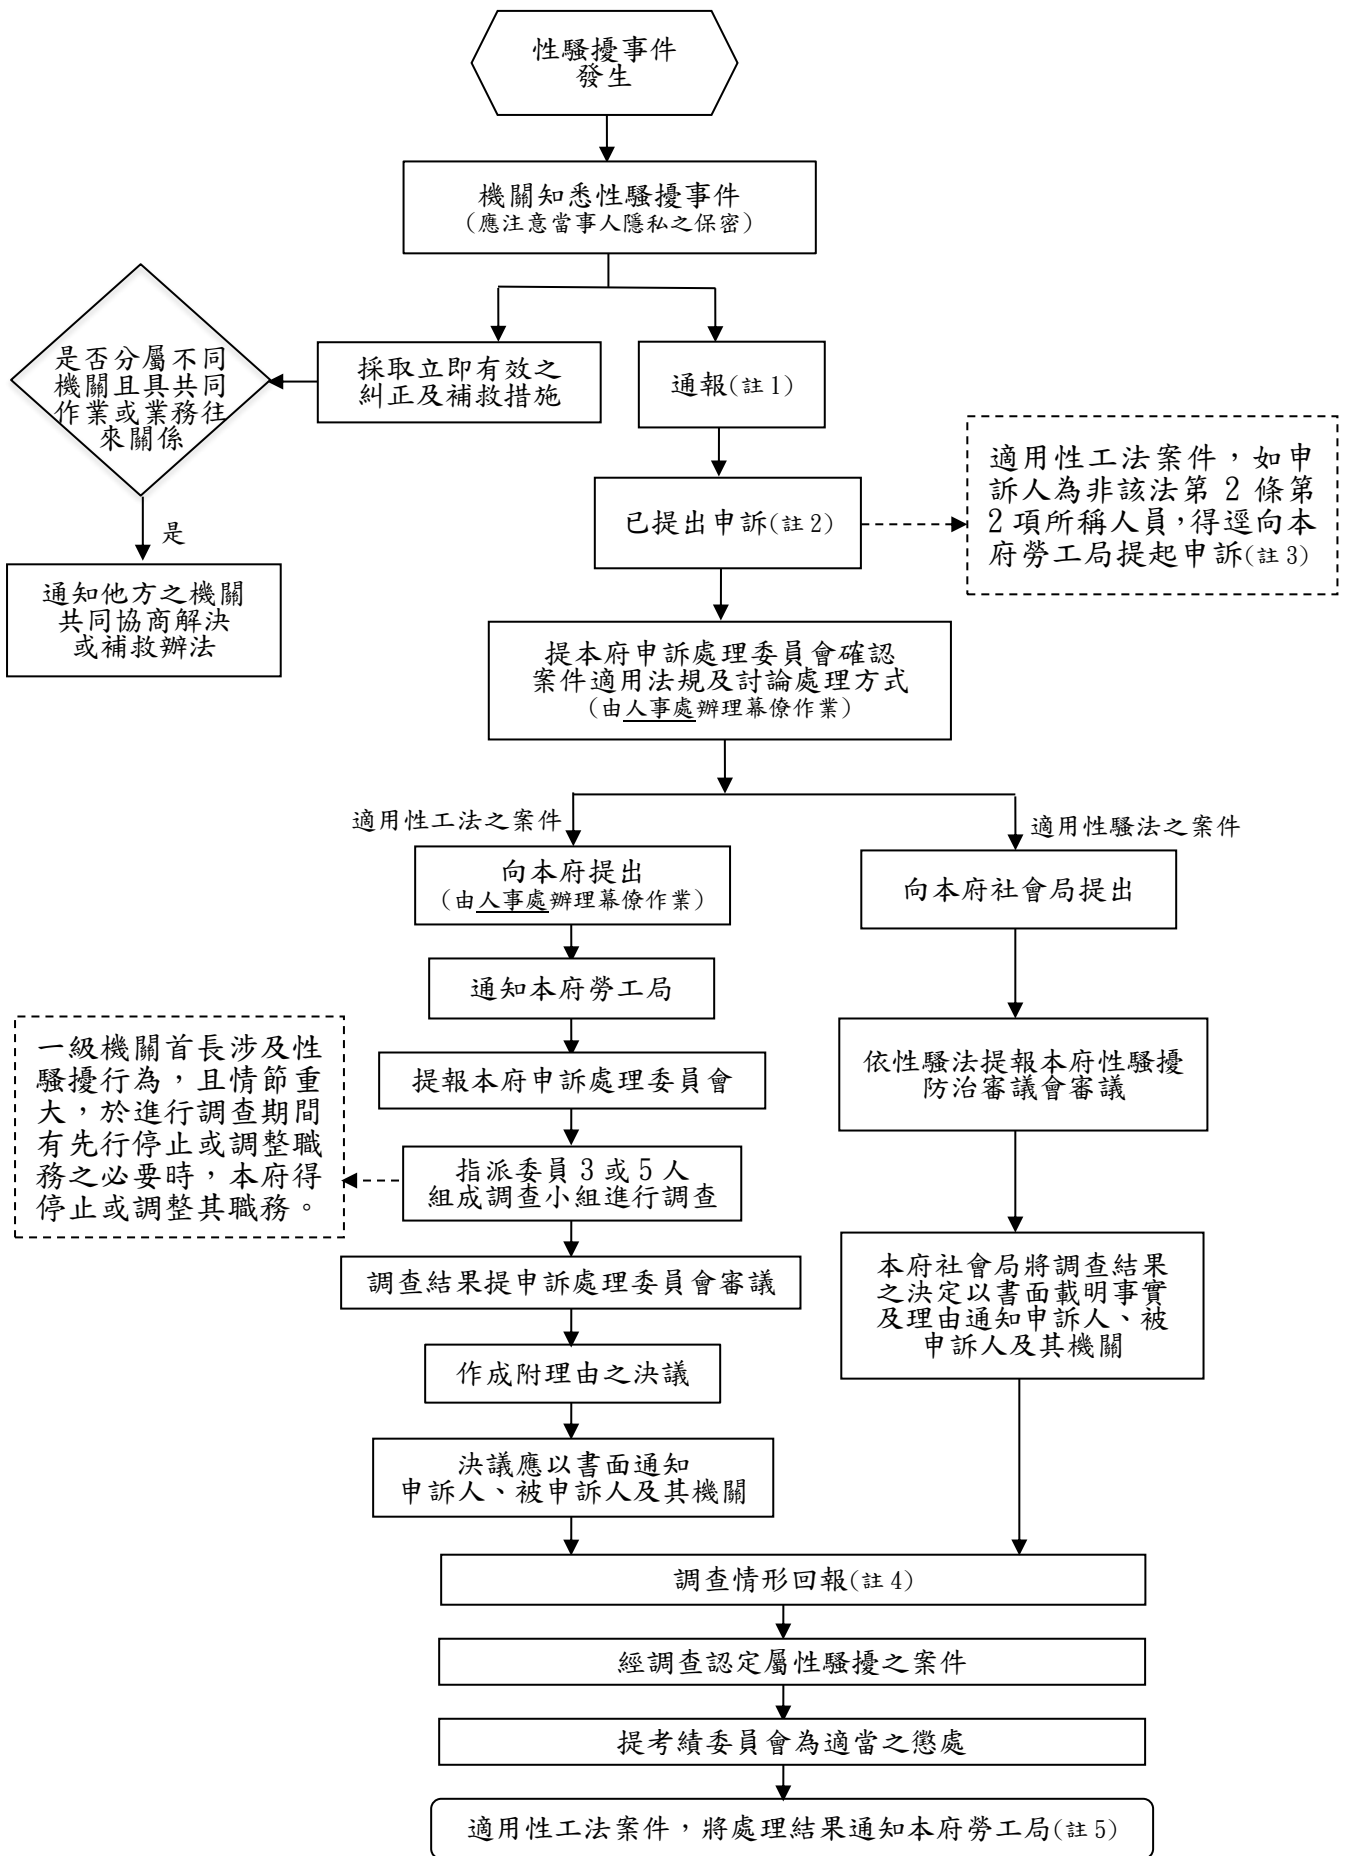 性騷擾事件
發生
機關知悉性騷擾事件
(應注意當事人隱私之保密)
是否分屬不同
機關且具共同
作業或業務往
來關係
採取立即有效之
糾正及補救措施
通報(註1)
是
通知他方之機關
共同協商解決
或補救辦法
已提出申訴(註2)
適用性工法案件，如申
訴人為非該法第 2 條第
2 項所稱人員，得逕向本
府勞工局提起申訴(註3)
提本府申訴處理委員會確認
案件適用法規及討論處理方式
(由人事處辦理幕僚作業)
適用性工法之案件
適用性騷法之案件
向本府提出
(由人事處辦理幕僚作業)
向本府社會局提出
通知本府勞工局
提報本府申訴處理委員會
依性騷法提報本府性騷擾
防治審議會審議
一級機關首長涉及性
騷擾行為，且情節重
大，於進行調查期間
有先行停止或調整職
務之必要時，本府得
停止或調整其職務。
指派委員 3 或 5 人
組成調查小組進行調查
調查結果提申訴處理委員會審議
本府社會局將調查結果
之決定以書面載明事實
及理由通知申訴人、被
申訴人及其機關
作成附理由之決議
決議應以書面通知
申訴人、被申訴人及其機關
調查情形回報(註4)
經調查認定屬性騷擾之案件
提考績委員會為適當之懲處
適用性工法案件，將處理結果通知本府勞工局(註5)